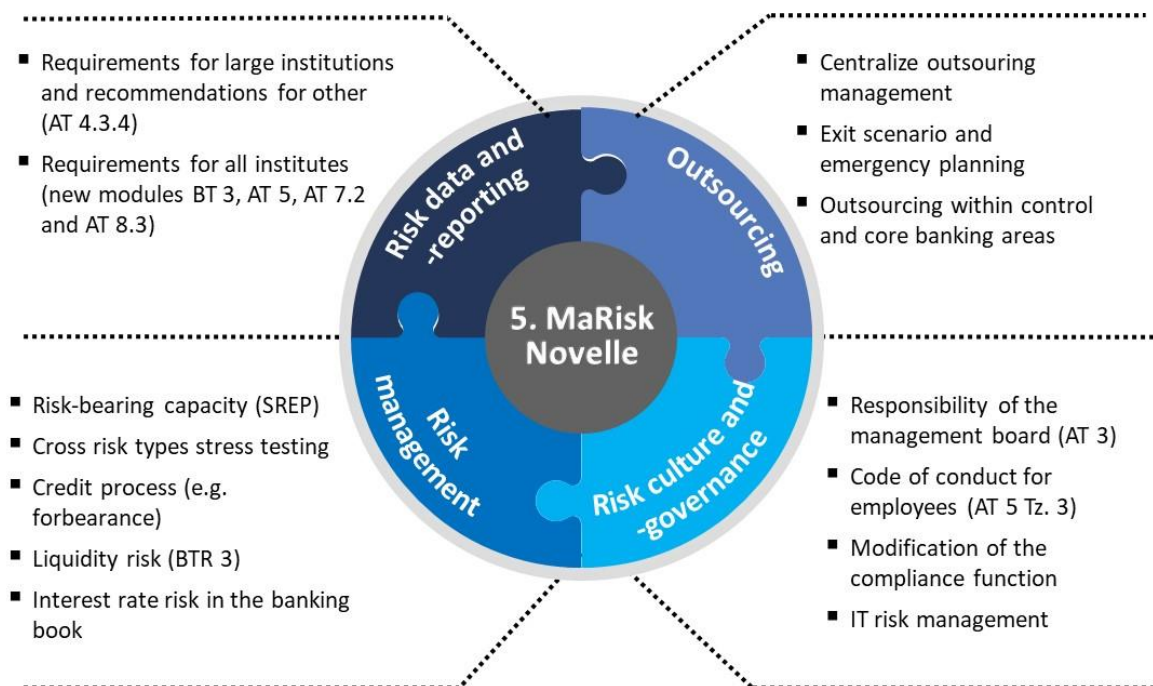 ▪ Requirements for large institutions
and recommendations for other
(AT 4.3.4)
▪ Requirements for all institutes
(new modules BT 3, AT 5, AT 7.2
and AT 8.3)
▪ Centralize outsouring
management
▪ Exit scenario and
emergency planning
▪ Outsourcing within control
and core banking areas
Risk data and
-reporting
Outsourcing
5. MaRisk
Novelle
Risk
management
Risk culture and
-governance
▪ Risk-bearing capacity (SREP)
▪ Cross risk types stress testing
▪ Credit process (e.g.
forbearance)
▪ Liquidity risk (BTR 3)
▪ Interest rate risk in the banking
book
▪ Responsibility of the
management board (AT 3)
▪ Code of conduct for
employees (AT 5 Tz. 3)
▪ Modification of the
compliance function
▪ IT risk management